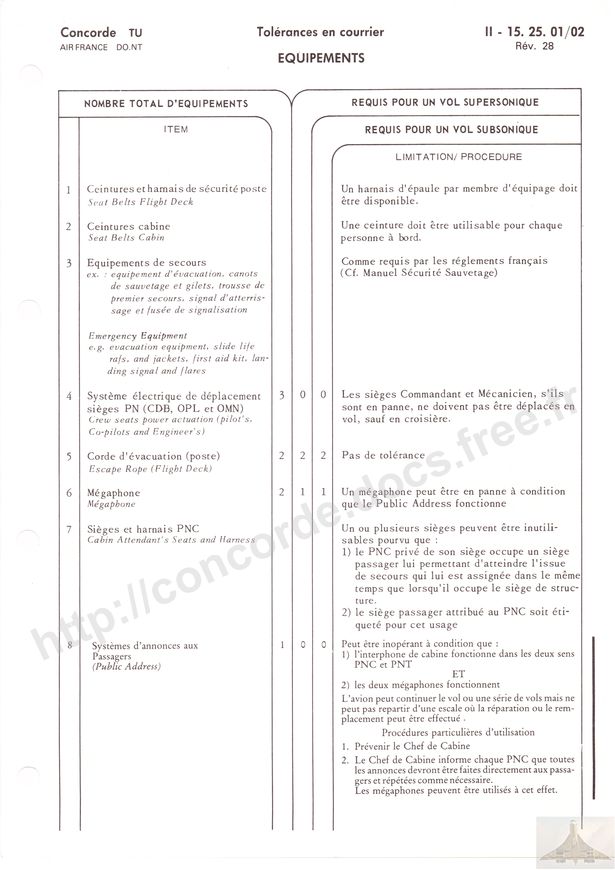 Concorde TU
AIR FRANCE DO.NT
Tolérances en courrier
EQUIPEMENTS
II - 15. 25. 01/02
Rév. 28
NOMBRE TOTAL D'EQUIPEMENTS
REQUIS POUR UN VOL SUPERSONIQUE
REQUIS POUR UN VOL SUBSONIQUE
ITEM
LIMITATION/ PROCEDURE
1 Ceintures et harnais de sécurité poste
Seat Belts Flight Deck
Un harnais d'épaule par membre d'équipage doit
être disponible.
2 Ceintures cabine
Seat Belts Cabin
Une ceinture doit être utilisable pour chaque
personne à bord.
3 Equipements de secours
ex. : equipement d'évacuation, canots
de sauvetage et gilets, trousse de
premier secours, signal d'atterris-
sage et fusée de signalisation
Emergency Equipment
e.g. evacuation equipment, slide life
rafs, and jackets, first aid kit, lan-
ding signal and flares
Comme requis par les réglements français
(Cf. Manuel Sécurité Sauvetage)
4 Système électrique de déplacement
sièges PN (CDB, OPL et OMN)
Crew seats power actuation (pilot's,
Co-pilots and Engineer's)
3 0 0
Les sièges Commandant et Mécanicien, s'ils
sont en panne, ne doivent pas être déplacés en
vol, sauf en croisière.
5 Corde d'évacuation (poste)
Escape Rope (Flight Deck)
2 2 2 Pas de tolérance
6 Mégaphone
Mégaphone
2 1 1 Un mégaphone peut être en panne à condition
que le Public Address fonctionne
7 Sièges et harnais PNC
Cabin Attendant's Seats and Harness
Un ou plusieurs sièges peuvent être inutili-
sables pourvu que :
1) le PNC privé de son siège occupe un siège
passager lui permettant d'atteindre l'issue
de secours qui lui est assignée dans le même
temps que lorsqu'il occupe le siège de struc-
ture.
2) le siège passager attribué au PNC soit éti-
queté pour cet usage
8 Systèmes d'annonces aux
Passagers
(Public Address)
1 0 0
Peut être inopérant à condition que :
1) l'interphone de cabine fonctionne dans les deux sens
PNC et PNT
ET
2) les deux mégaphones fonctionnent
L'avion peut continuer le vol ou une série de vols mais ne
peut pas repartir d'une escale où la réparation ou le rem-
placement peut être effectué .
Procédures particulières d'utilisation
1. Prévenir le Chef de Cabine
2. Le Chef de Cabine informe chaque PNC que toutes
les annonces devront être faites directement aux passa-
gers et répétées comme nécessaire.
Les mégaphones peuvent être utilisés à cet effet.
http://concorde.docs.free.fr